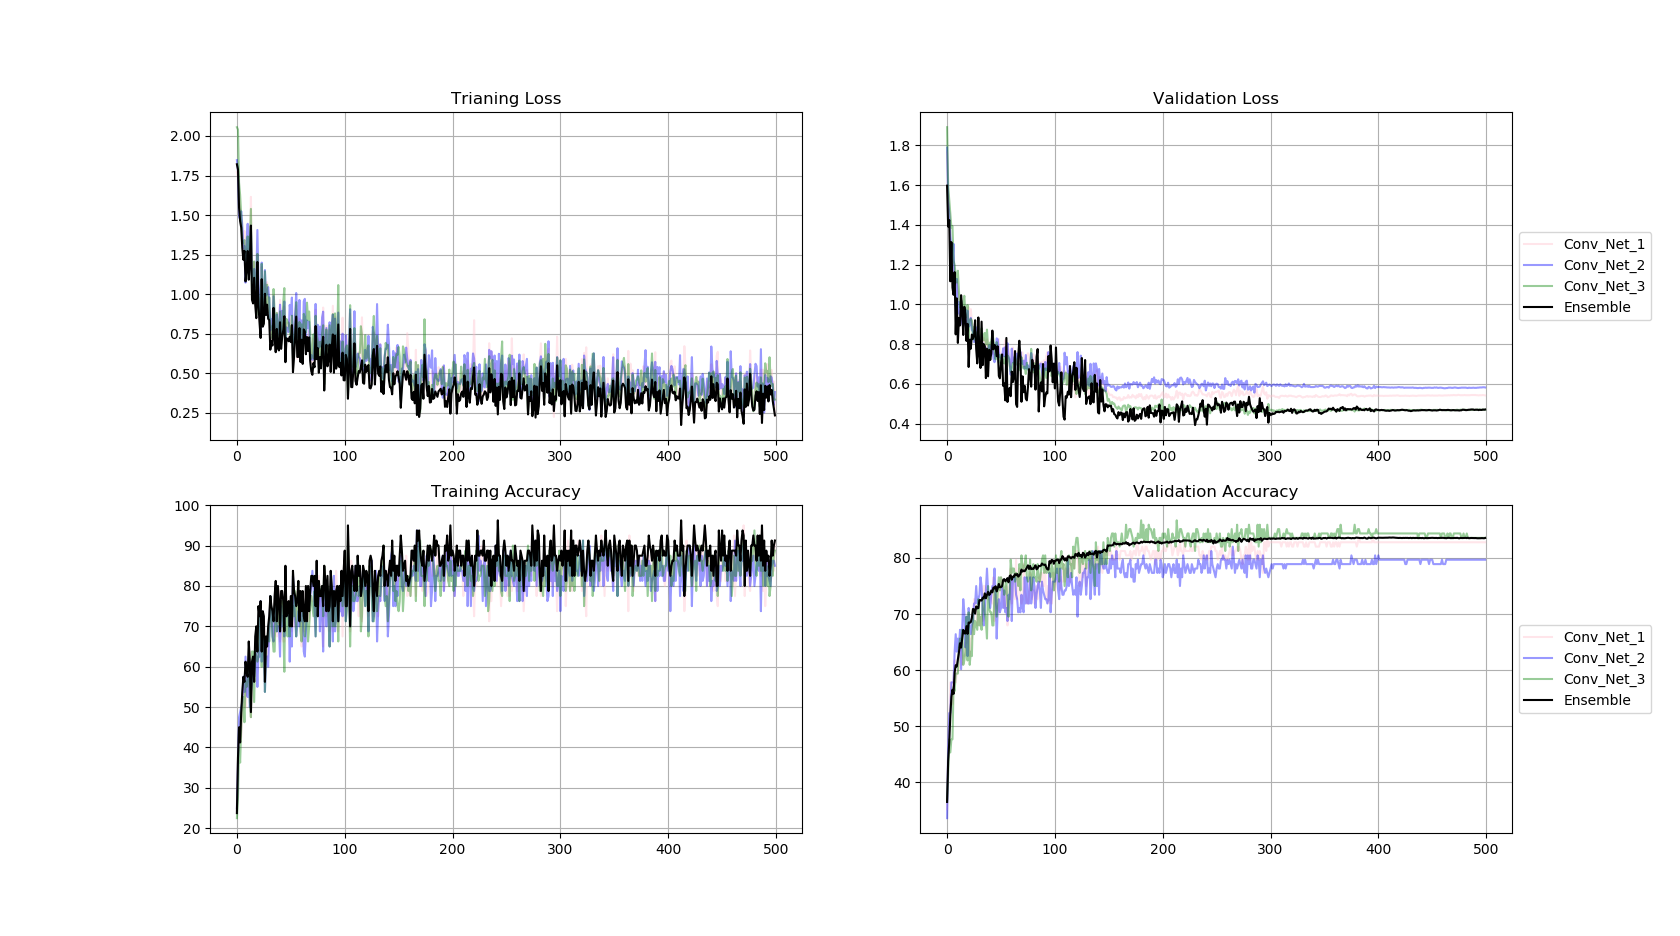 Trianing Loss
2.00
1.75
1.50
1.25
1.00
0.75
0.50
0.25
0 100 200 300 400 500
Validation Loss
1.8
1.6
1.4
1.2
1.0
0.8
0.6
0.4
0 100 200 300 400 500
Conv_Net_1
Conv_Net_2
Conv_Net_3
Ensemble
Training Accuracy
100
90
80
70
60
50
40
30
20
0 100 200 300 400 500
Validation Accuracy
80
70
60
50
40
0 100 200 300 400 500
Conv_Net_1
Conv_Net_2
Conv_Net_3
Ensemble